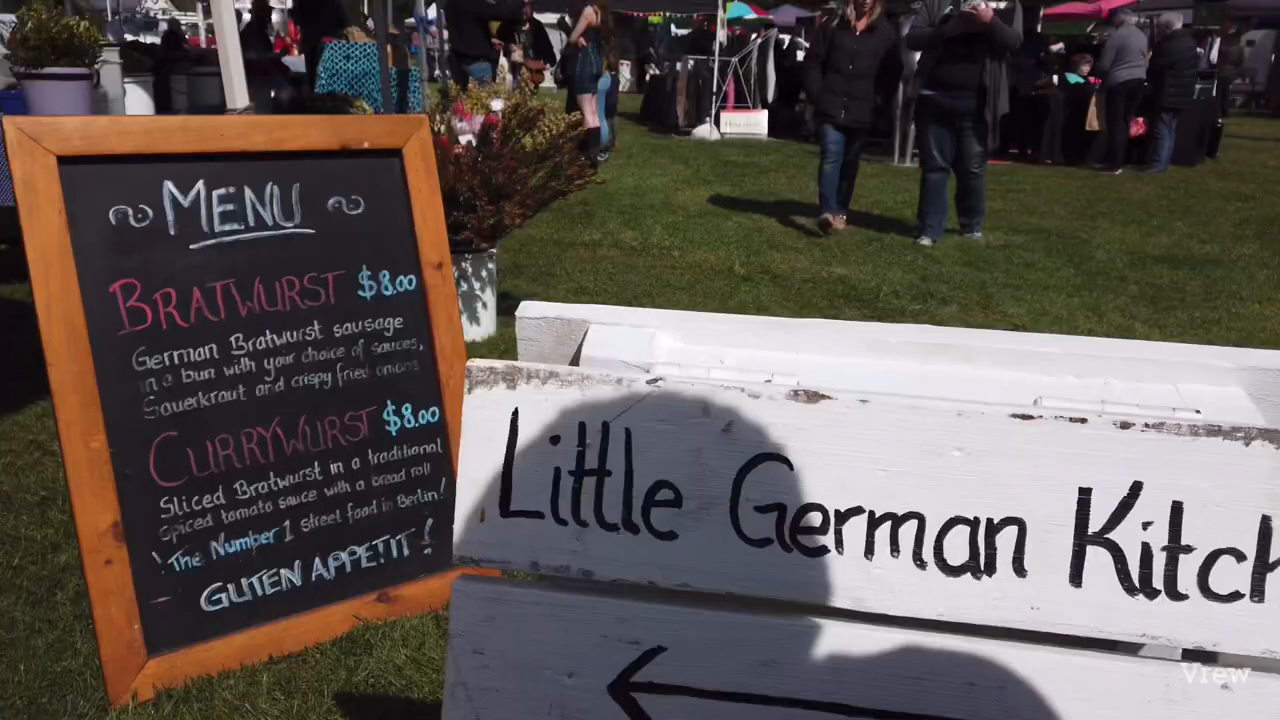 MENU
BRATWURST $8.00
German Bratwurst sausage
in a bun with your choice of sauces,
Sauerkraut and crispy fried onions
CURRYWURST $8.00
Sliced Bratwurst in a traditional
spiced tomato sauce with a bread roll
"The Number 1 street food in Berlin!
GUTEN APPETIT!
Little German Kitch
Vrew